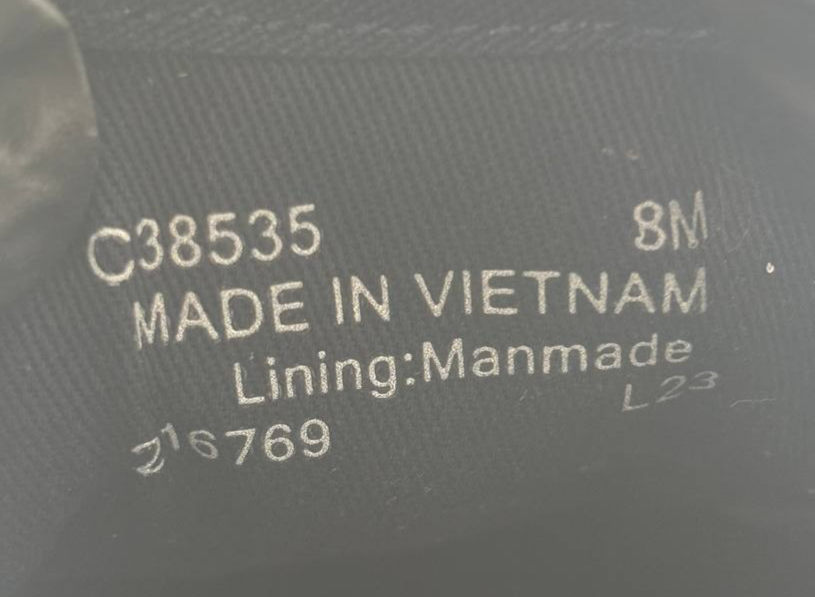 C38535 8M
MADE IN VIETNAM
Lining:Manmade
L23
216769